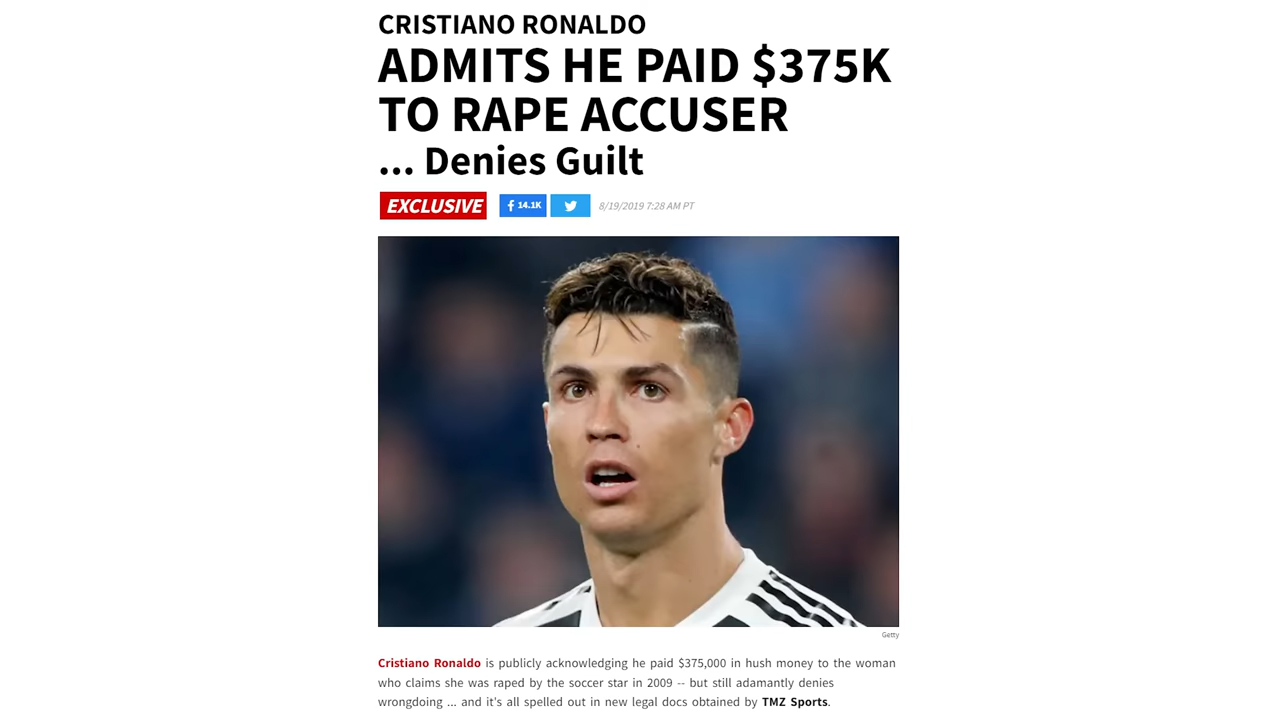 CRISTIANO RONALDO
ADMITS HE PAID $375K
TO RAPE ACCUSER
... Denies Guilt
EXCLUSIVE 14.1K 8/19/2019 7:28 AM PT
Getty
Cristiano Ronaldo is publicly acknowledging he paid $375,000 in hush money to the woman
who claims she was raped by the soccer star in 2009 -- but still adamantly denies
wrongdoing ... and it's all spelled out in new legal docs obtained by TMZ Sports.